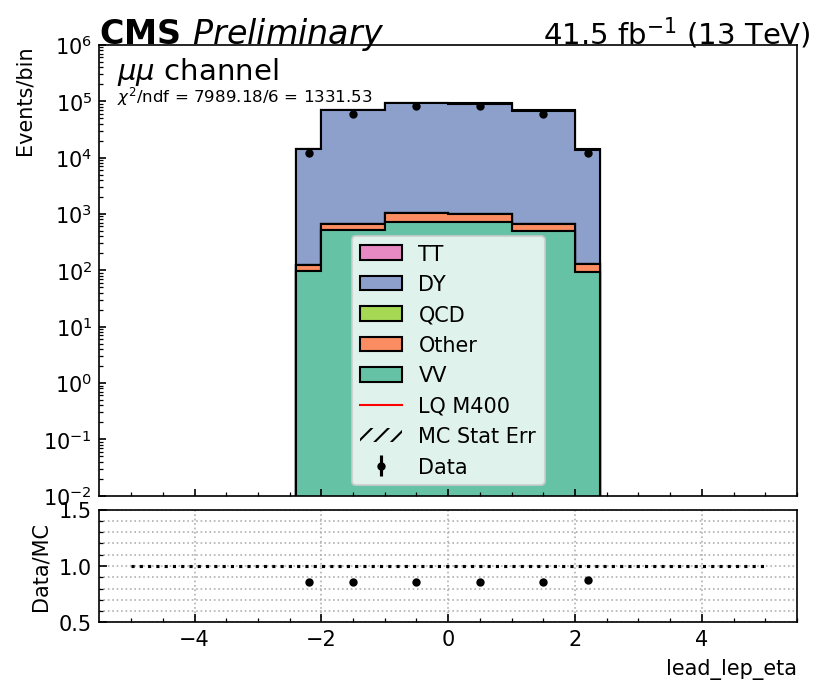 CMS Preliminary 41.5 fb⁻¹ (13 TeV)
μμ channel
χ²/ndf = 7989.18/6 = 1331.53
Events/bin
10⁶
10⁵
10⁴
10³
10²
10¹
10⁰
10⁻¹
10⁻²
TT
DY
QCD
Other
VV
LQ M400
MC Stat Err
Data
Data/MC
1.5
1.0
0.5
−4 −2 0 2 4
lead_lep_eta